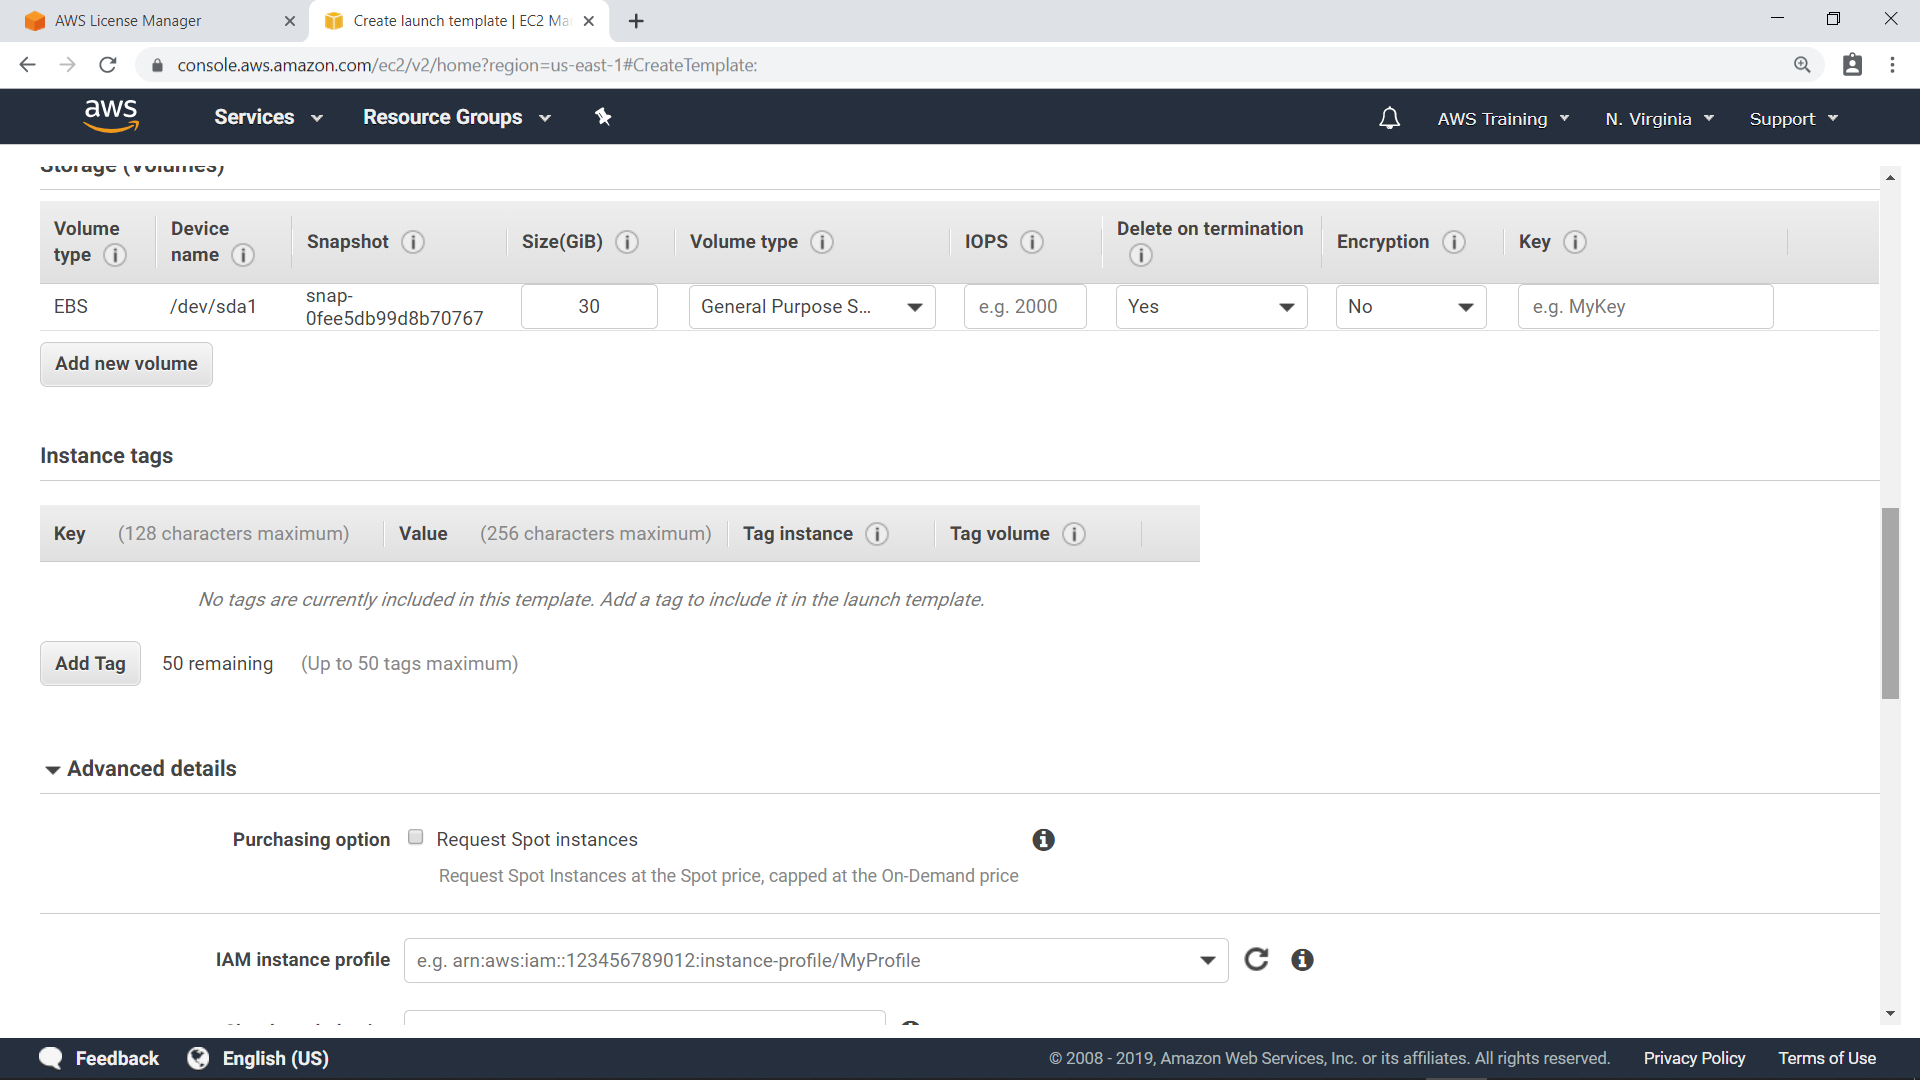 AWS License Manager
Create launch template | EC2 Ma
console.aws.amazon.com/ec2/v2/home?region=us-east-1#CreateTemplate:
aws
Services
Resource Groups
AWS Training
N. Virginia
Support
Storage (Volumes)
Volume type
Device name
Snapshot
Size(GiB)
Volume type
IOPS
Delete on termination
Encryption
Key
EBS
/dev/sda1
snap-
0fee5db99d8b70767
30
General Purpose S...
e.g. 2000
Yes
No
e.g. MyKey
Add new volume
Instance tags
Key (128 characters maximum)
Value (256 characters maximum)
Tag instance
Tag volume
No tags are currently included in this template. Add a tag to include it in the launch template.
Add Tag
50 remaining
(Up to 50 tags maximum)
Advanced details
Purchasing option
Request Spot instances
Request Spot Instances at the Spot price, capped at the On-Demand price
IAM instance profile
e.g. arn:aws:iam::123456789012:instance-profile/MyProfile
Feedback
English (US)
© 2008 - 2019, Amazon Web Services, Inc. or its affiliates. All rights reserved.
Privacy Policy
Terms of Use